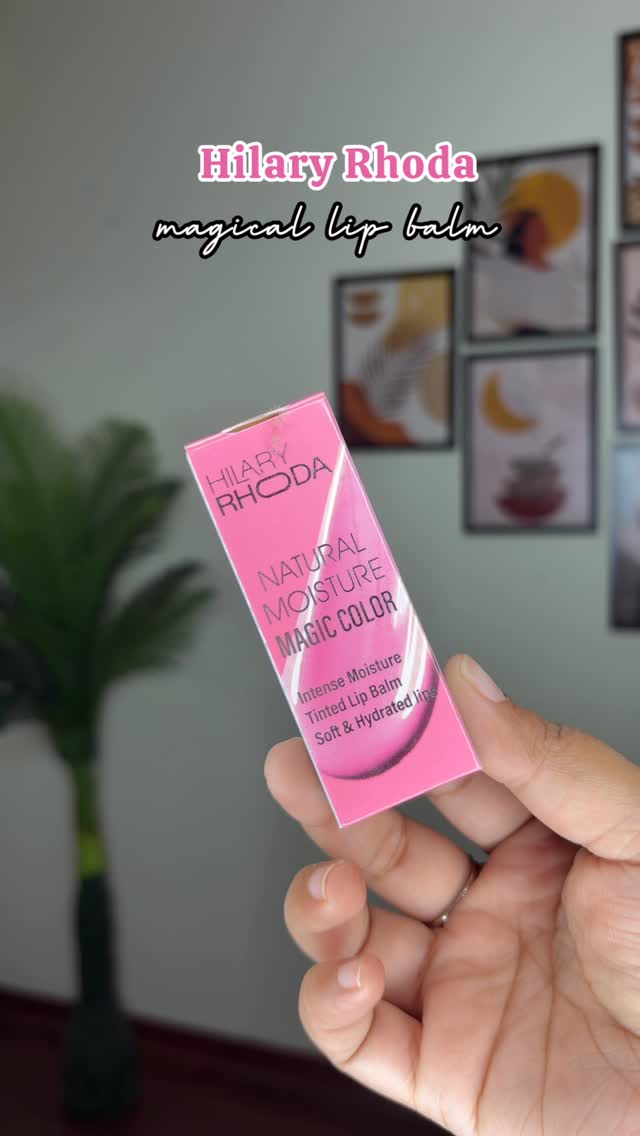 Hilary Rhoda
magical lip balm
HILARY
RHODA
NATURAL
MOISTURE
MAGIC COLOR
Intense Moisture
Tinted Lip Balm
Soft & Hydrated lips